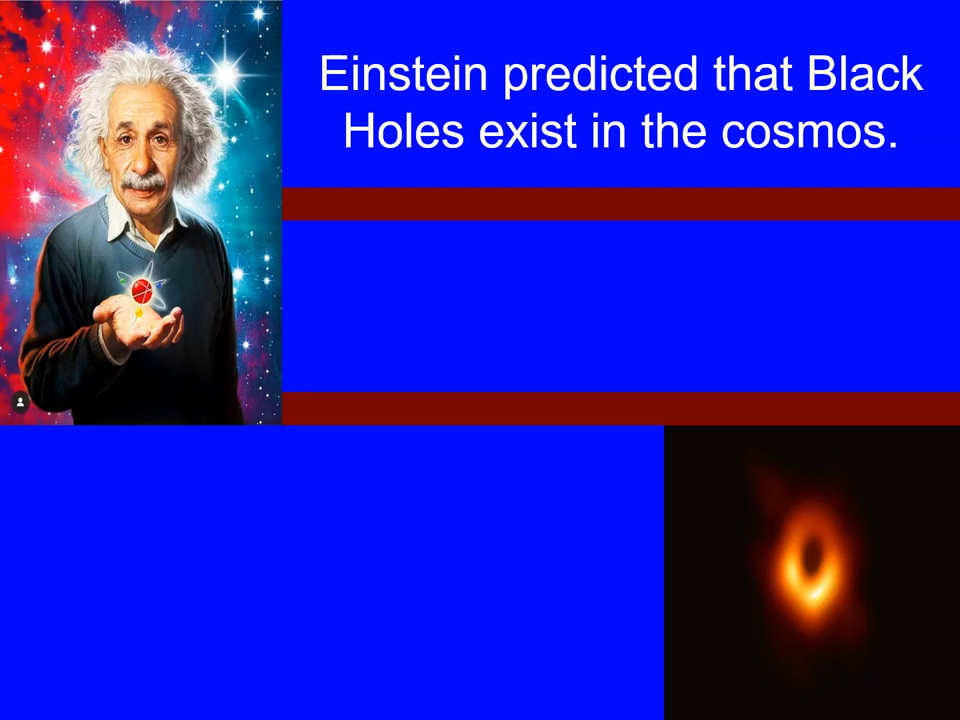 Einstein predicted that Black
Holes exist in the cosmos.